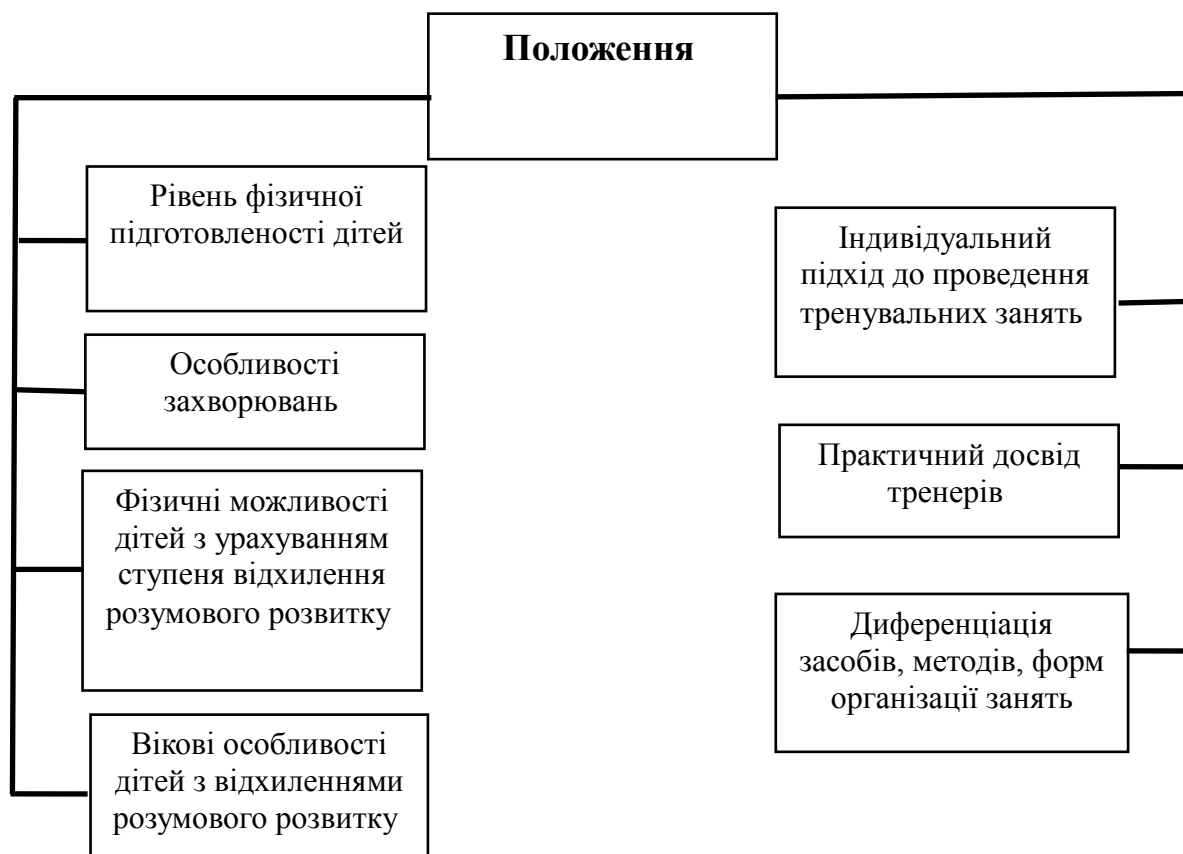 Положення
Рівень фізичної
підготовленості дітей
Особливості
захворювань
Фізичні можливості
дітей з урахуванням
ступеня відхилення
розумового розвитку
Вікові особливості
дітей з відхиленнями
розумового розвитку
Індивідуальний
підхід до проведення
тренувальних занять
Практичний досвід
тренерів
Диференціація
засобів, методів, форм
організації занять